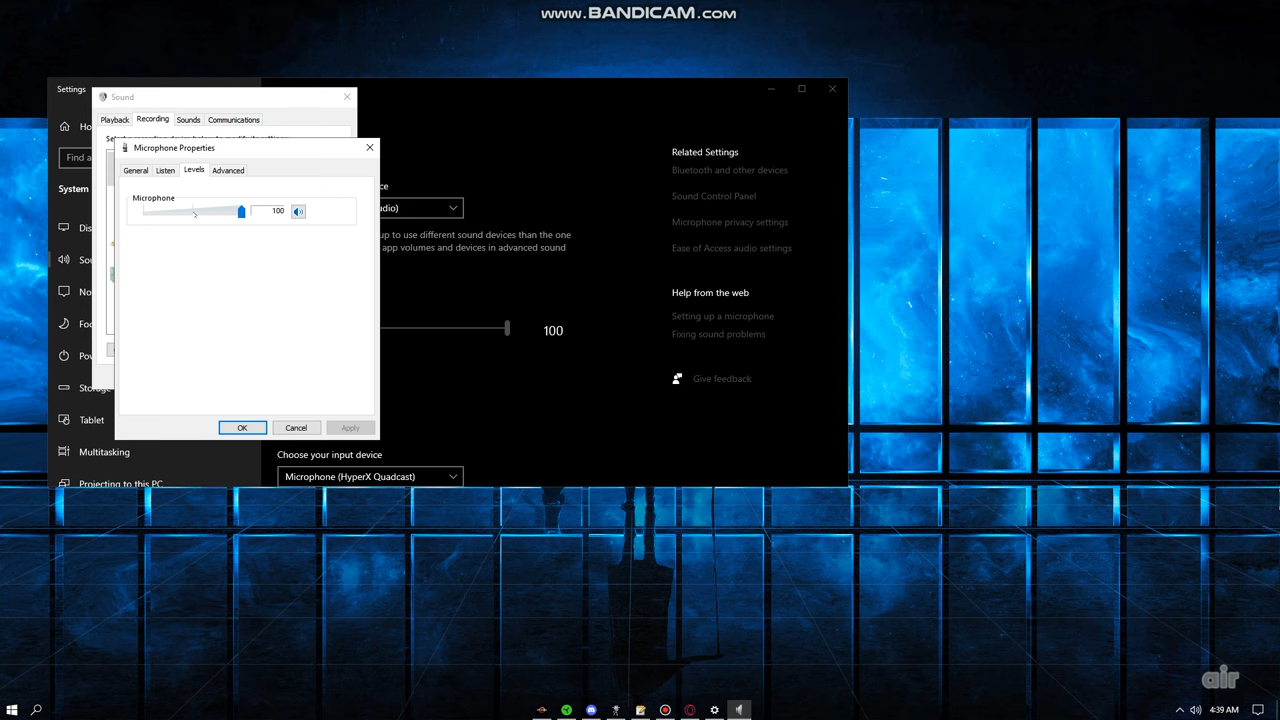 www.BANDICAM.com
Settings
Sound
Playback
Recording
Sounds
Communications
Find a
System
Sou
No
Foc
Pow
Storage
Tablet
Multitasking
Projecting to this PC
Microphone Properties
General
Listen
Levels
Advanced
Microphone
100
OK
Cancel
Apply
ce
udio)
up to use different sound devices than the one
app volumes and devices in advanced sound
100
Choose your input device
Microphone (HyperX Quadcast)
Related Settings
Bluetooth and other devices
Sound Control Panel
Microphone privacy settings
Ease of Access audio settings
Help from the web
Setting up a microphone
Fixing sound problems
Give feedback
air
4:39 AM